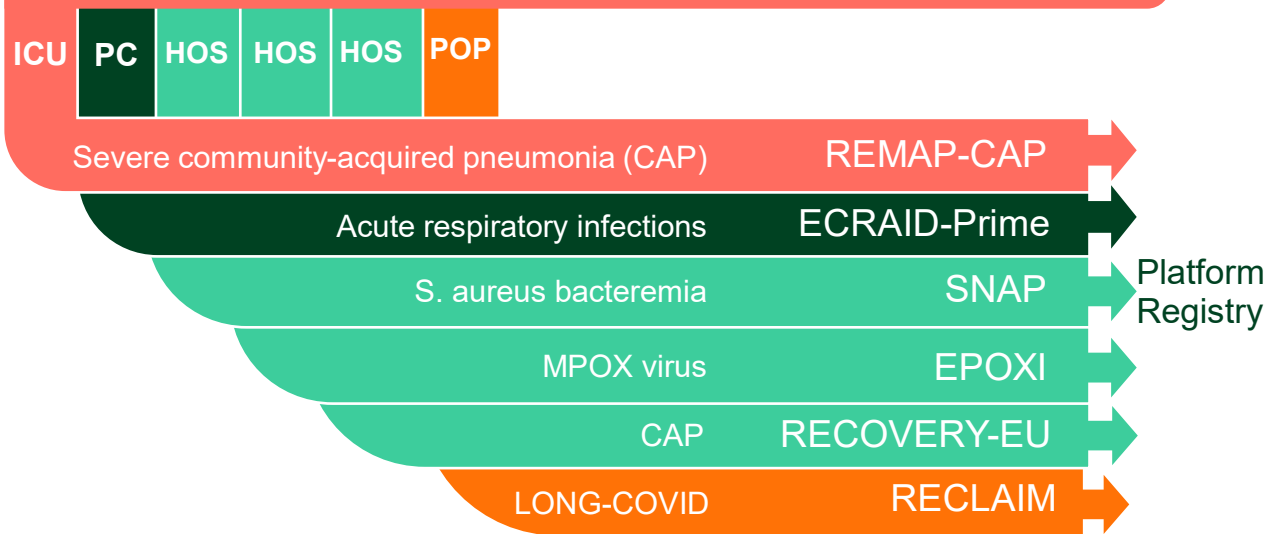 ICU PC HOS HOS HOS POP
Severe community-acquired pneumonia (CAP) REMAP-CAP
Acute respiratory infections ECRAID-Prime
S. aureus bacteremia SNAP
Platform
Registry
MPOX virus EPOXI
CAP RECOVERY-EU
LONG-COVID RECLAIM